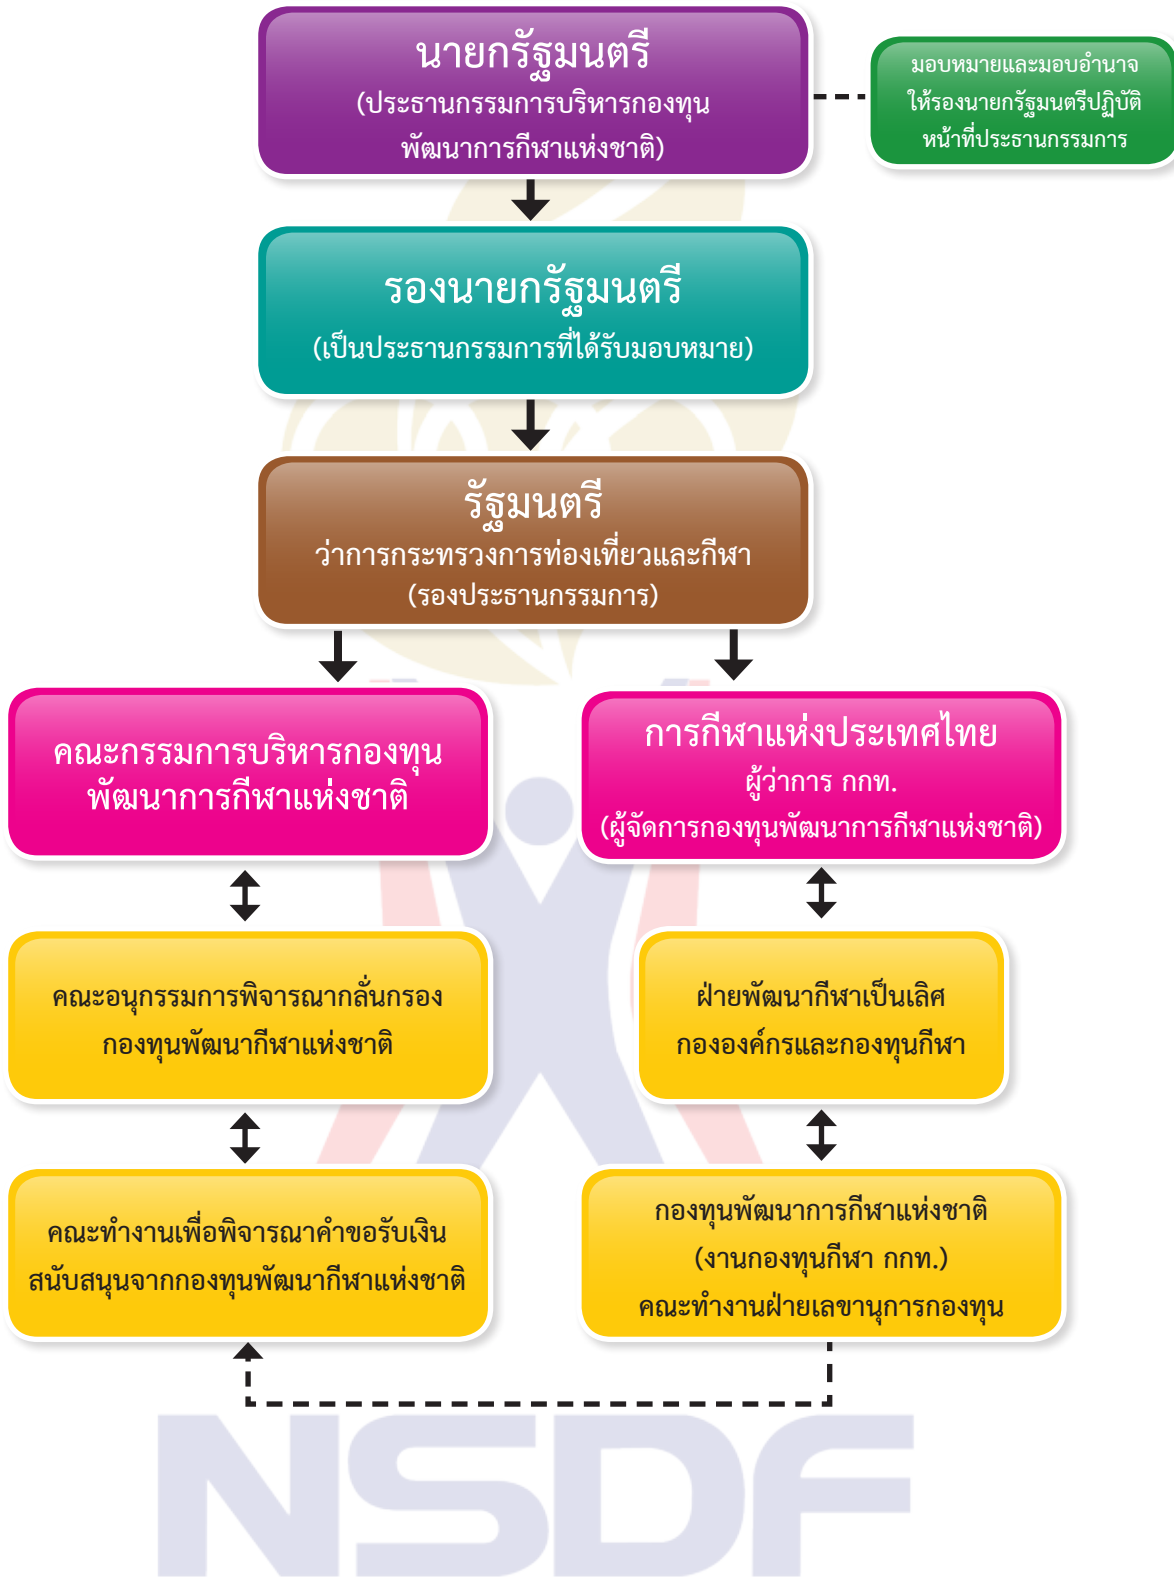 นายกรัฐมนตรี
(ประธานกรรมการบริหารกองทุน
พัฒนาการกีฬาแห่งชาติ)
มอบหมายและมอบอำนาจ
ให้รองนายกรัฐมนตรีปฏิบัติ
หน้าที่ประธานกรรมการ
รองนายกรัฐมนตรี
(เป็นประธานกรรมการที่ได้รับมอบหมาย)
รัฐมนตรี
ว่าการกระทรวงการท่องเที่ยวและกีฬา
(รองประธานกรรมการ)
คณะกรรมการบริหารกองทุน
พัฒนาการกีฬาแห่งชาติ
การกีฬาแห่งประเทศไทย
ผู้ว่าการ กกท.
(ผู้จัดการกองทุนพัฒนาการกีฬาแห่งชาติ)
คณะอนุกรรมการพิจารณากลั่นกรอง
กองทุนพัฒนากีฬาแห่งชาติ
ฝ่ายพัฒนากีฬาเป็นเลิศ
กององค์กรและกองทุนกีฬา
คณะทำงานเพื่อพิจารณาคำขอรับเงิน
สนับสนุนจากกองทุนพัฒนากีฬาแห่งชาติ
กองทุนพัฒนาการกีฬาแห่งชาติ
(งานกองทุนกีฬา กกท.)
คณะทำงานฝ่ายเลขานุการกองทุน
NSDF